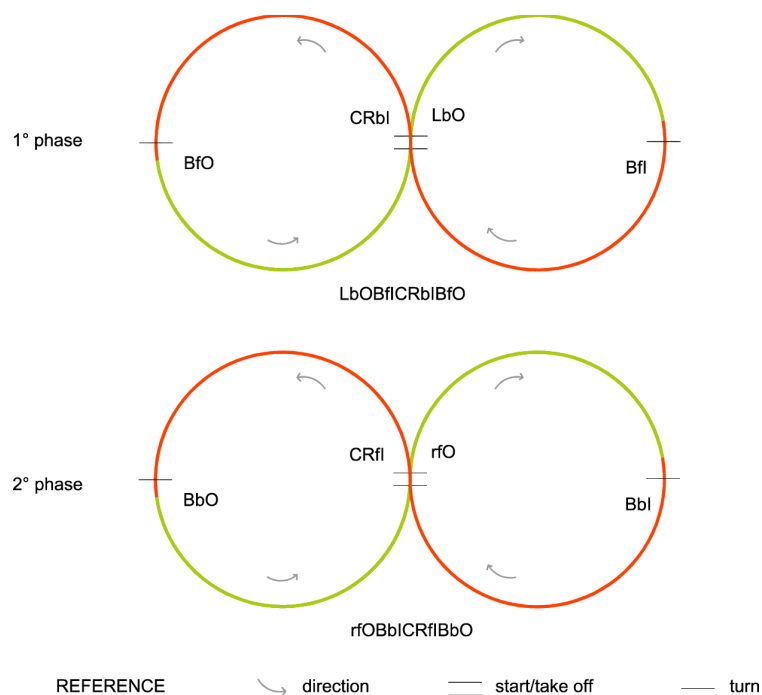 CRbI
LbO
1° phase
BfO
BfI
LbOBfICRbIBfO
CRfI
rfO
2° phase
BbO
BbI
rfOBbICRfIBbO
REFERENCE direction start/take off turn